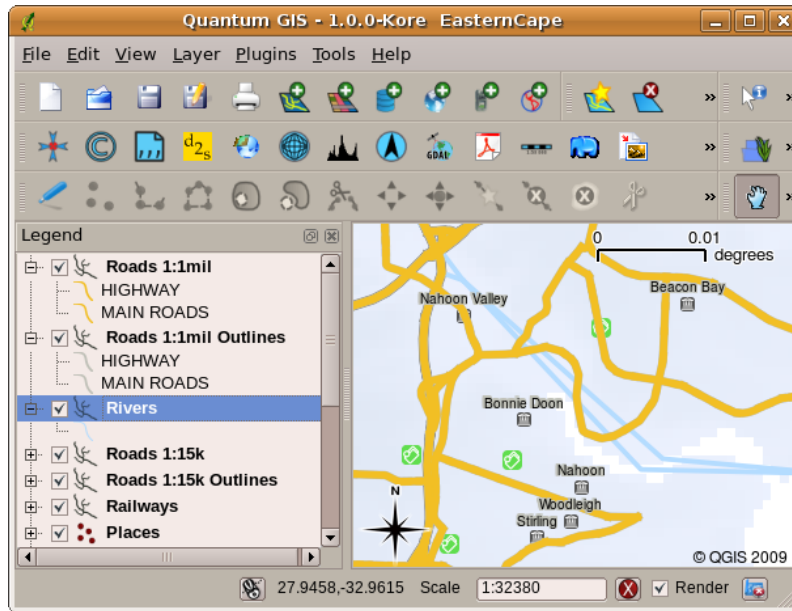 Quantum GIS - 1.0.0-Kore EasternCape
File Edit View Layer Plugins Tools Help
d2s
GDAL
Legend
Roads 1:1mil
HIGHWAY
MAIN ROADS
Roads 1:1mil Outlines
HIGHWAY
MAIN ROADS
Rivers
Roads 1:15k
Roads 1:15k Outlines
Railways
Places
0 0.01
degrees
Beacon Bay
Nahoon Valley
Bonnie Doon
Nahoon
Woodleigh
Stirling
N
© QGIS 2009
27.9458,-32.9615 Scale 1:32380 Render